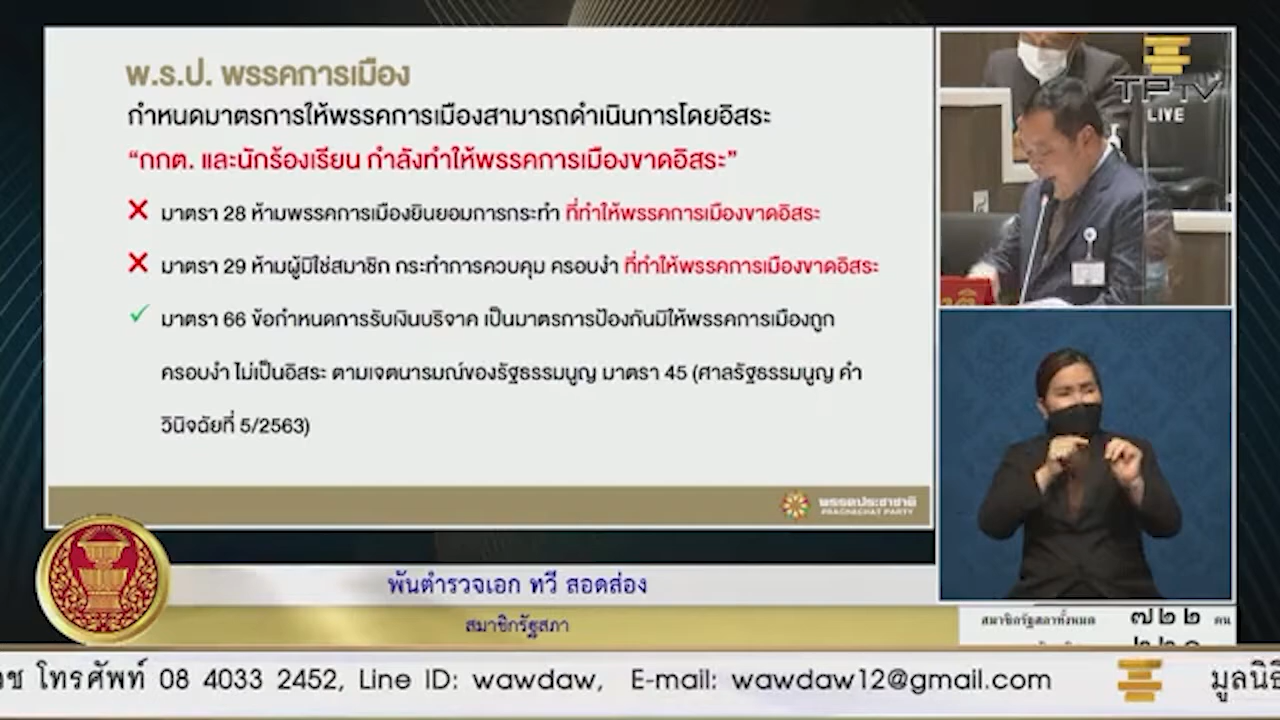 พ.ร.ป. พรรคการเมือง
กำหนดมาตรการให้พรรคการเมืองสามารถดำเนินการโดยอิสระ
“กกต. และนักร้องเรียน กำลังทำให้พรรคการเมืองขาดอิสระ”
มาตรา 28 ห้ามพรรคการเมืองยินยอมการกระทำ ที่ทำให้พรรคการเมืองขาดอิสระ
มาตรา 29 ห้ามผู้มิใช่สมาชิก กระทำการควบคุม ครอบงำ ที่ทำให้พรรคการเมืองขาดอิสระ
มาตรา 66 ข้อกำหนดการรับเงินบริจาค เป็นมาตรการป้องกันมิให้พรรคการเมืองถูก
ครอบงำ ไม่เป็นอิสระ ตามเจตนารมณ์ของรัฐธรรมนูญ มาตรา 45 (ศาลรัฐธรรมนูญ คำ
วินิจฉัยที่ 5/2563)
พรรคประชาชาติ
PRACHACHAT PARTY
TPTV
LIVE
พันตำรวจเอก ทวี สอดส่อง
สมาชิกรัฐสภา
สมาชิกรัฐสภาทั้งหมด ๗๒๒ คน
โทรศัพท์ 08 4033 2452, Line ID: wawdaw, E-mail: wawdaw12@gmail.com